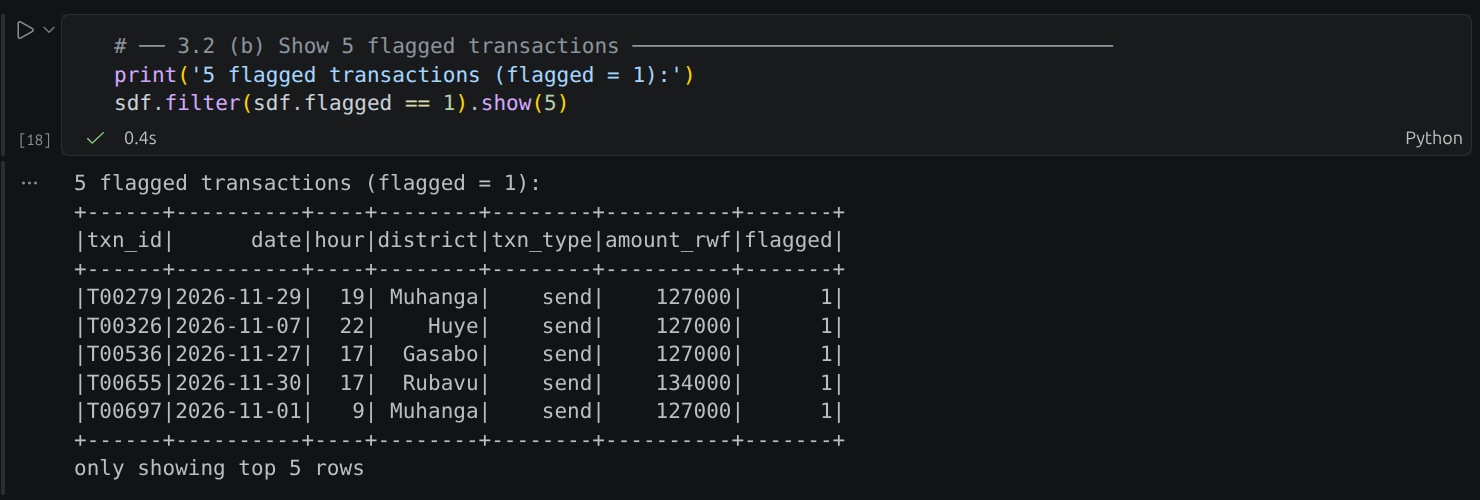 # —— 3.2 (b) Show 5 flagged transactions ——————————————————————————————
print('5 flagged transactions (flagged = 1):')
sdf.filter(sdf.flagged == 1).show(5)
[18]
0.4s
Python
...
5 flagged transactions (flagged = 1):
+------+----------+----+--------+--------+----------+-------+
|txn_id|      date|hour|district|txn_type|amount_rwf|flagged|
+------+----------+----+--------+--------+----------+-------+
|T00279|2026-11-29|  19| Muhanga|    send|    127000|      1|
|T00326|2026-11-07|  22|    Huye|    send|    127000|      1|
|T00536|2026-11-27|  17|  Gasabo|    send|    127000|      1|
|T00655|2026-11-30|  17|  Rubavu|    send|    134000|      1|
|T00697|2026-11-01|   9| Muhanga|    send|    127000|      1|
+------+----------+----+--------+--------+----------+-------+
only showing top 5 rows